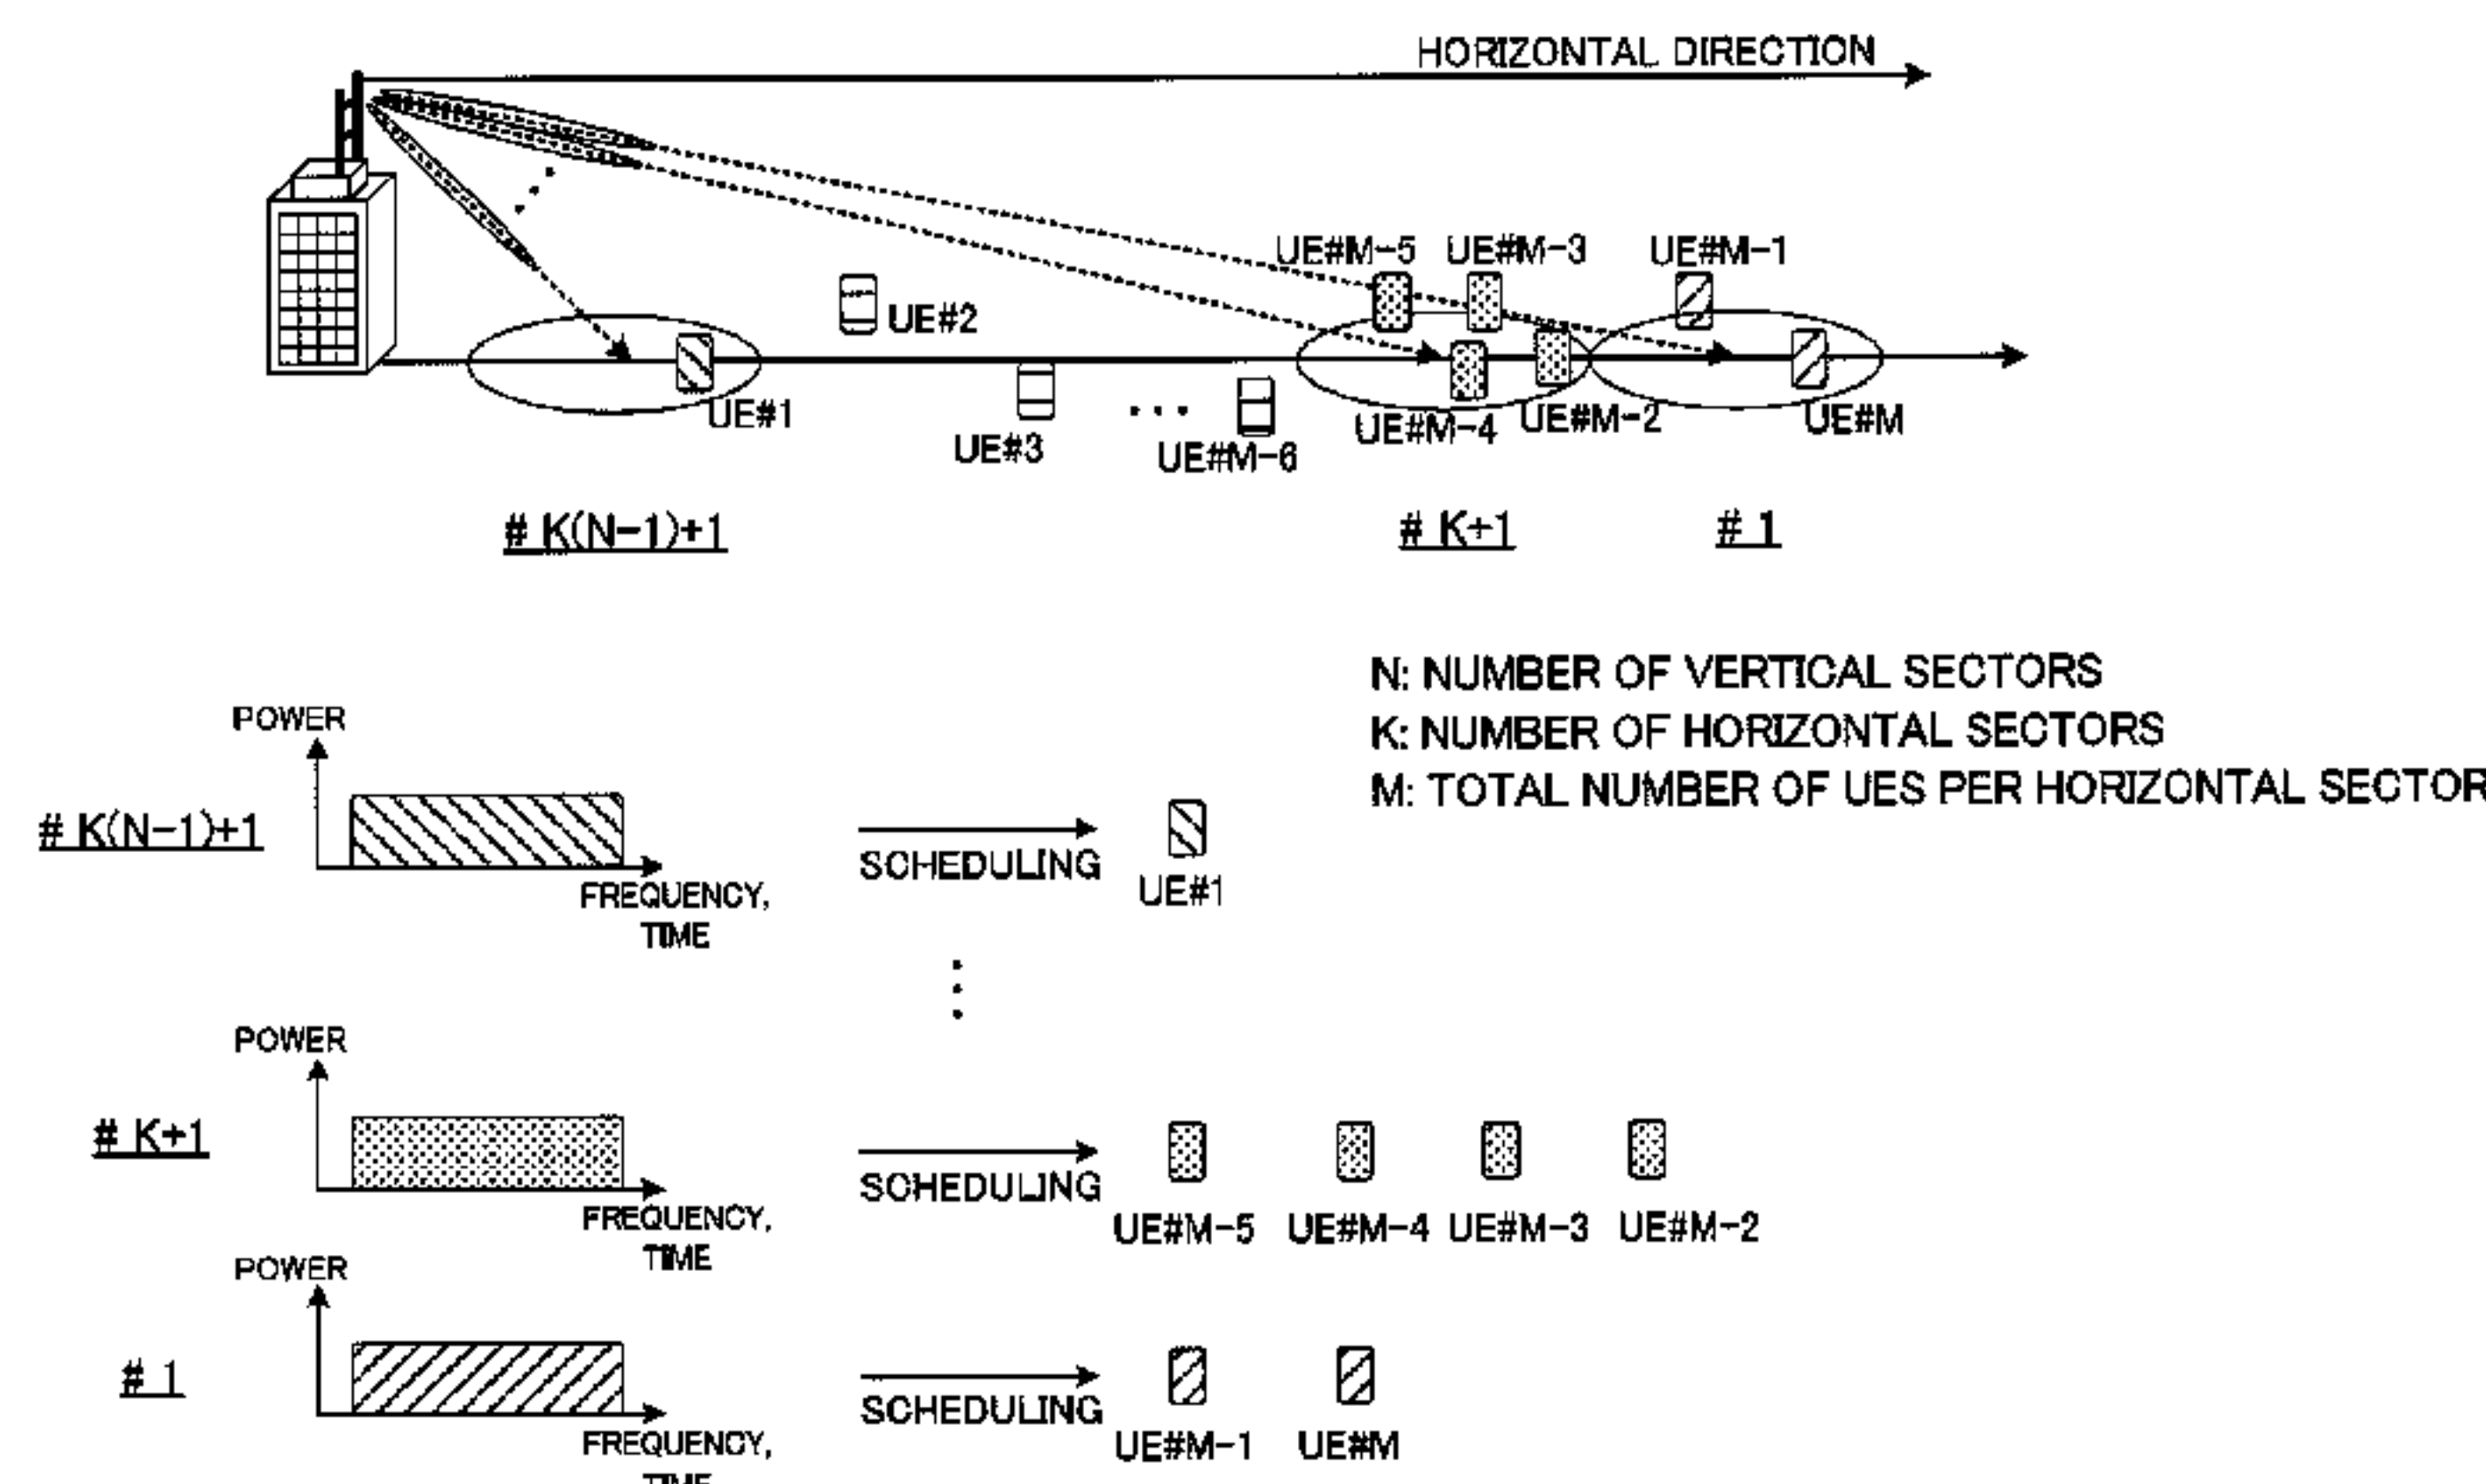 HORIZONTAL DIRECTION
UE#M-5 UE#M-3 UE#M-1
UE#2
UE#1
UE#M-4 UE#M-2 UE#M
UE#3
UE#M-6
# K(N-1)+1 # K+1 # 1
N: NUMBER OF VERTICAL SECTORS
K: NUMBER OF HORIZONTAL SECTORS
M: TOTAL NUMBER OF UES PER HORIZONTAL SECTOR
POWER
# K(N-1)+1
SCHEDULING
UE#1
FREQUENCY,
TIME
POWER
# K+1
SCHEDULING
FREQUENCY,
TIME
UE#M-5 UE#M-4 UE#M-3 UE#M-2
POWER
# 1
SCHEDULING
FREQUENCY,
TIME
UE#M-1 UE#M